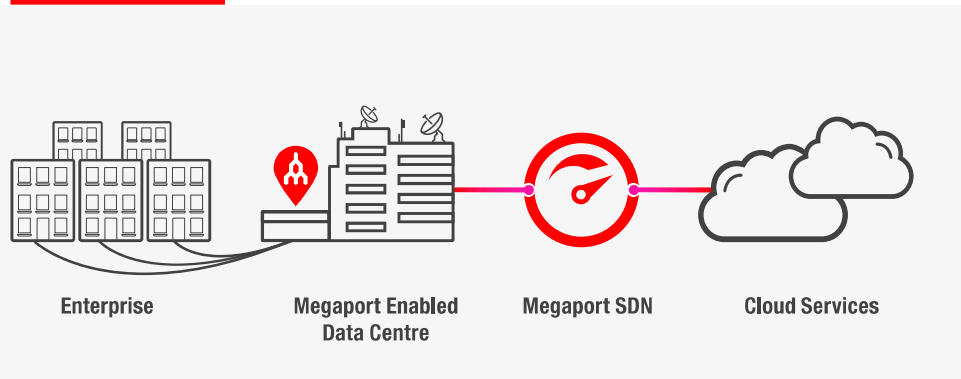 Enterprise
Megaport Enabled
Data Centre
Megaport SDN
Cloud Services